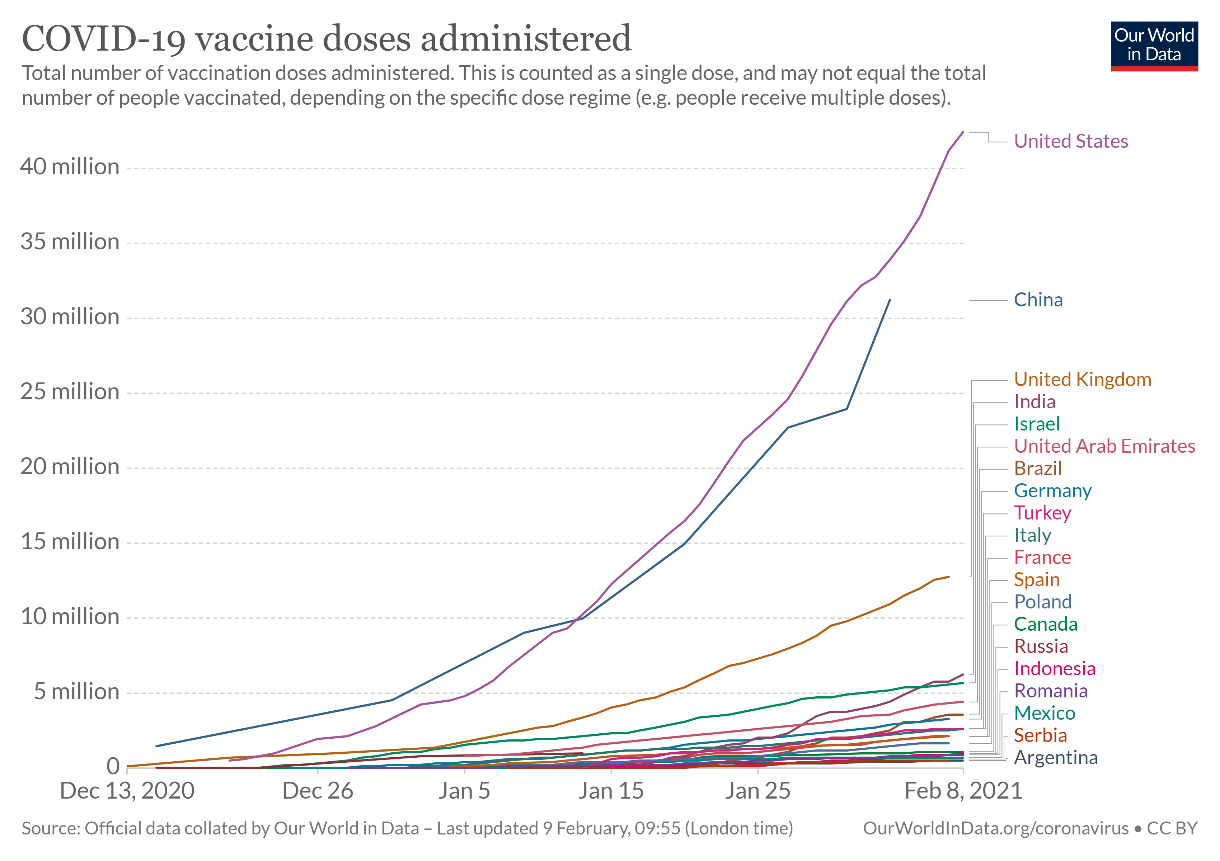 COVID-19 vaccine doses administered
Our World
in Data
Total number of vaccination doses administered. This is counted as a single dose, and may not equal the total
number of people vaccinated, depending on the specific dose regime (e.g. people receive multiple doses).
40 million
35 million
30 million
25 million
20 million
15 million
10 million
5 million
0
Dec 13, 2020
Dec 26
Jan 5
Jan 15
Jan 25
Feb 8, 2021
United States
China
United Kingdom
India
Israel
United Arab Emirates
Brazil
Germany
Turkey
Italy
France
Spain
Poland
Canada
Russia
Indonesia
Romania
Mexico
Serbia
Argentina
Source: Official data collated by Our World in Data – Last updated 9 February, 09:55 (London time)
OurWorldInData.org/coronavirus • CC BY